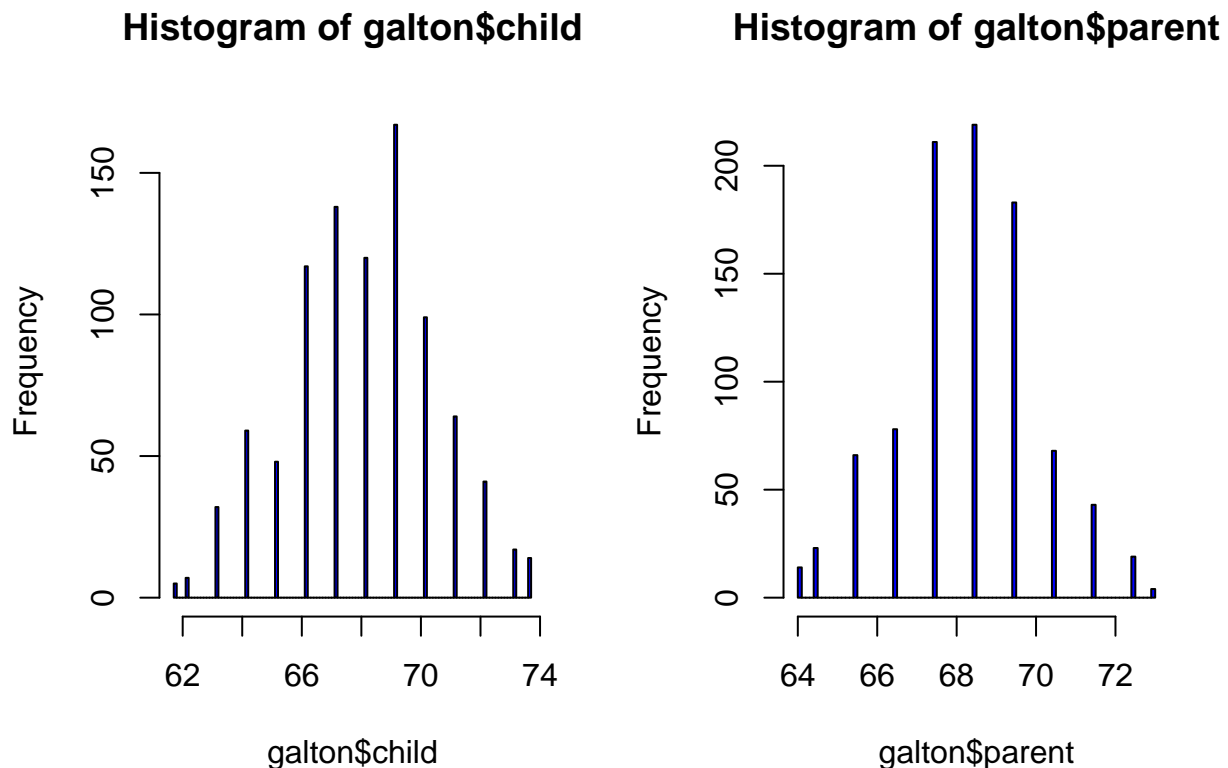 Histogram of galton$child
Frequency
0 50 100 150
62 66 70 74
galton$child
Histogram of galton$parent
Frequency
0 50 100 150 200
64 66 68 70 72
galton$parent